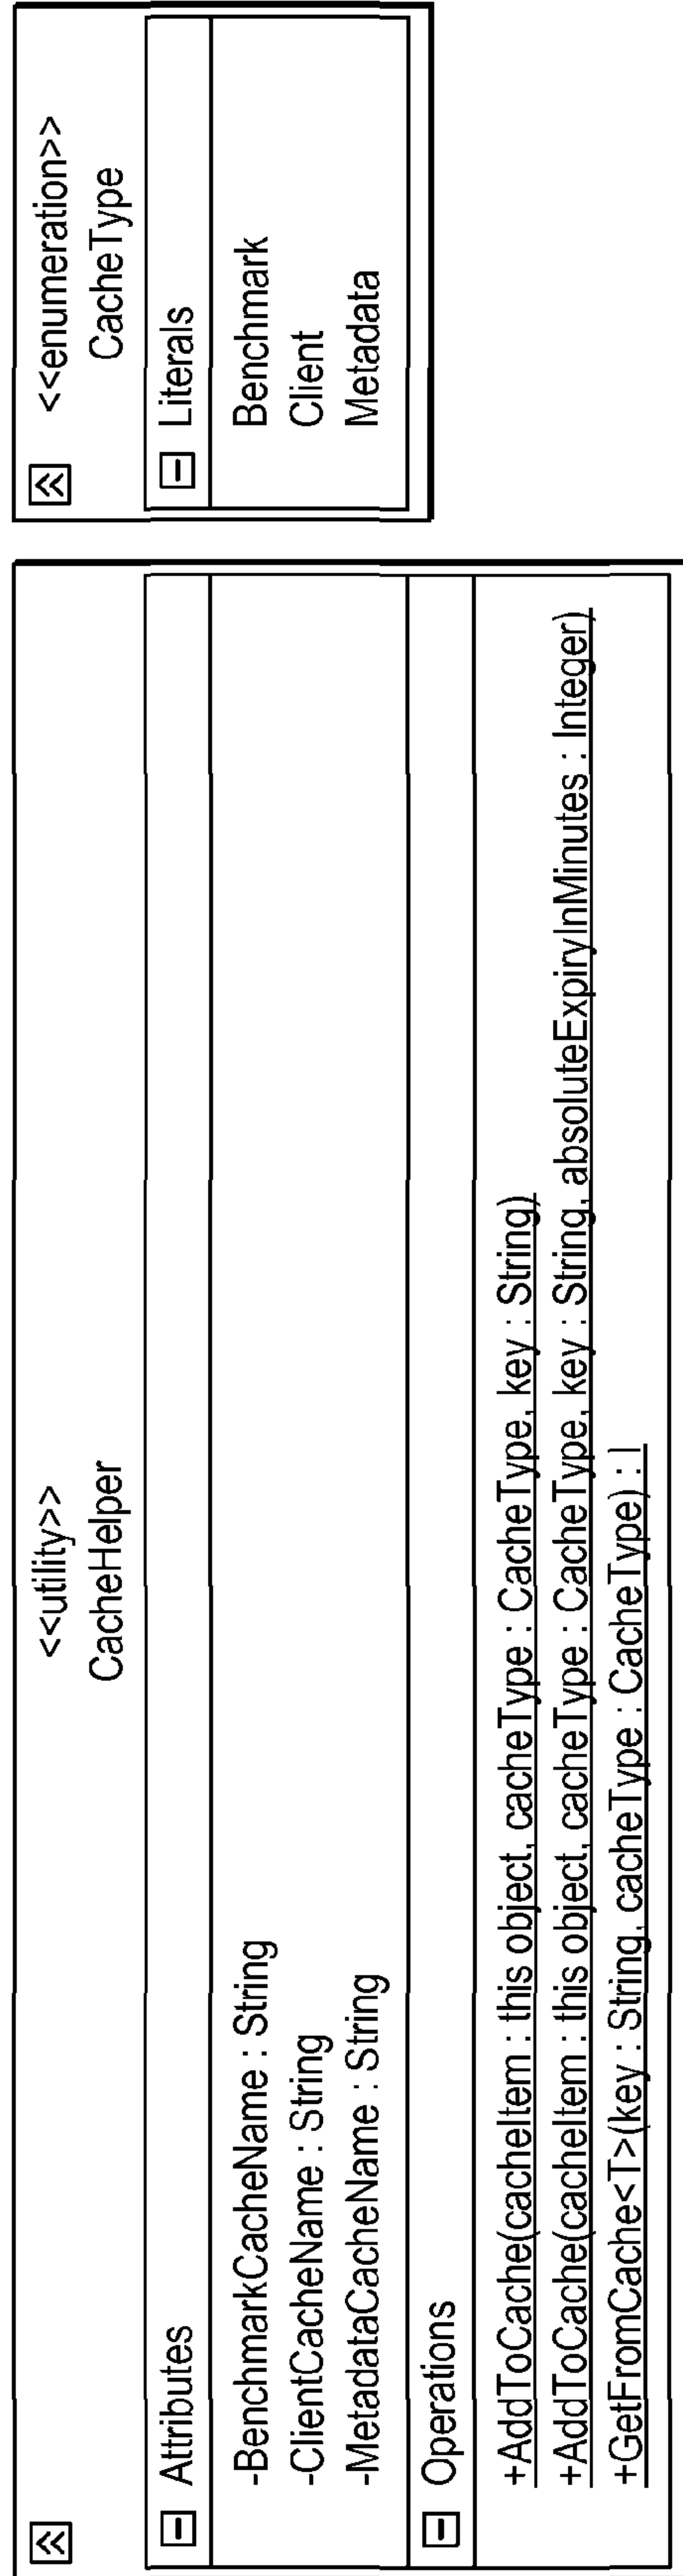 <<utility>>
CacheHelper
Attributes
-BenchmarkCacheName : String
-ClientCacheName : String
-MetadataCacheName : String
Operations
+AddToCache(cacheItem : this object, cacheType : CacheType, key : String)
+AddToCache(cacheItem : this object, cacheType : CacheType, key : String, absoluteExpiryInMinutes : Integer)
+GetFromCache<T>(key : String, cacheType : CacheType) :
<<enumeration>>
CacheType
Literals
Benchmark
Client
Metadata